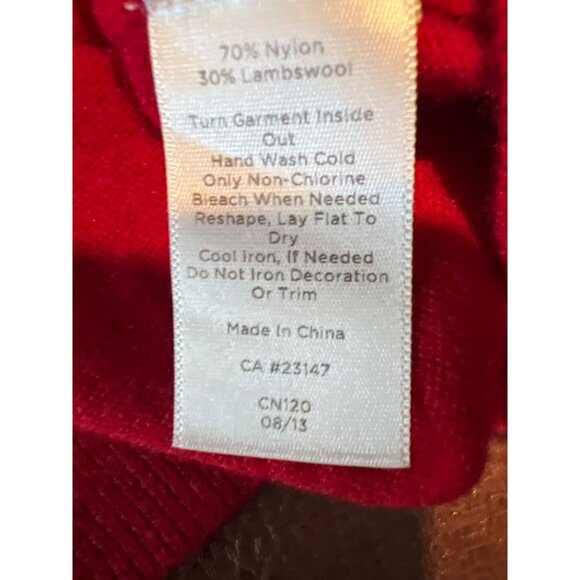 70% Nylon
30% Lambswool
Turn Garment Inside
Out
Hand Wash Cold
Only Non-Chlorine
Bleach When Needed
Reshape, Lay Flat To
Dry
Cool Iron, If Needed
Do Not Iron Decoration
Or Trim
Made In China
CA #23147
CN120
08/13